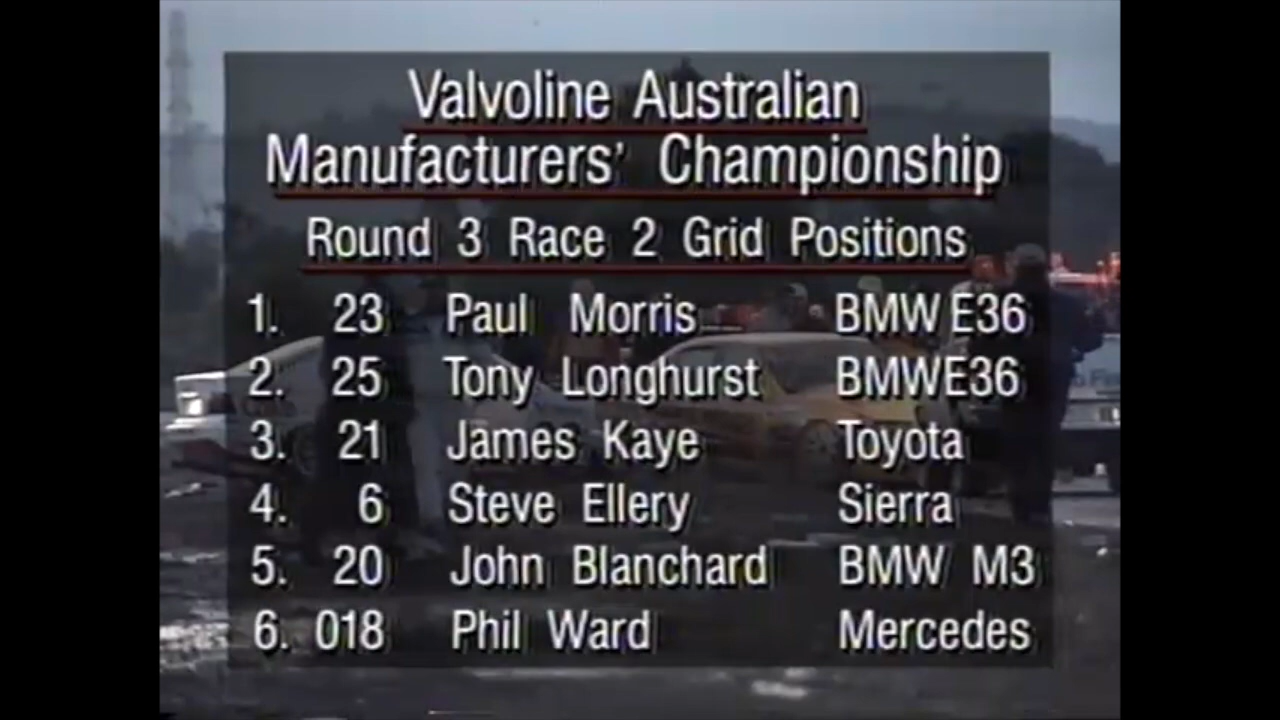 Valvoline Australian
Manufacturers' Championship
Round 3 Race 2 Grid Positions
1. 23 Paul Morris BMW E36
2. 25 Tony Longhurst BMWE36
3. 21 James Kaye Toyota
4. 6 Steve Ellery Sierra
5. 20 John Blanchard BMW M3
6. 018 Phil Ward Mercedes